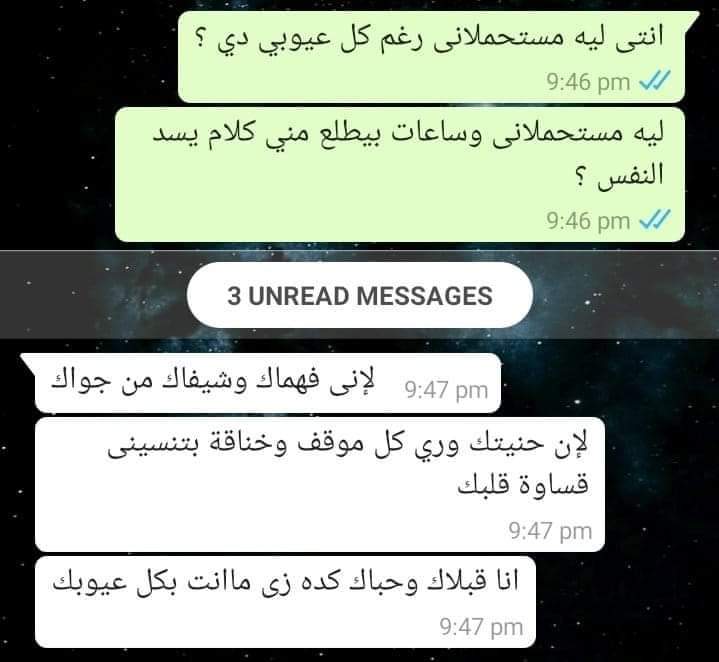 انتى ليه مستحملانى رغم كل عيوبي دي ؟
9:46 pm
ليه مستحملانى وساعات بيطلع مني كلام يسد
النفس ؟
9:46 pm
3 UNREAD MESSAGES
لإنى فهماك وشيفاك من جواك
9:47 pm
لإن حنيتك وري كل موقف وخناقة بتنسينى
قساوة قلبك
9:47 pm
انا قبلاك وحباك كده زى ماانت بكل عيوبك
9:47 pm